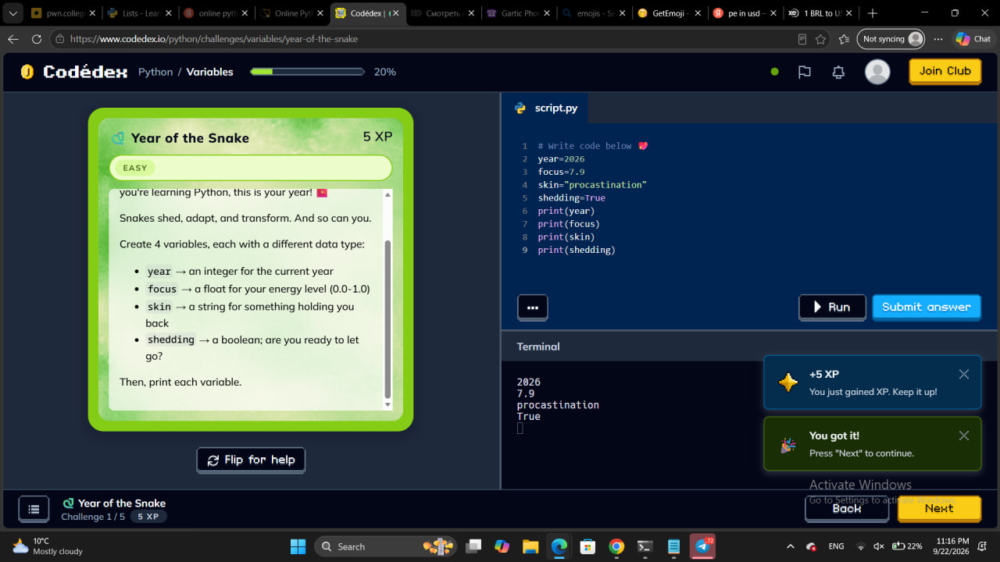 pwn.colleg
Lists - Lear
online pyth
Online Pyt
Codédex | (
Смотреть
Gartic Pho
emojis - Se
GetEmoji -
pe in usd –
1 BRL to U
https://www.codedex.io/python/challenges/variables/year-of-the-snake
Not syncing
Chat
Codédex
Python / Variables
20%
Join Club
Year of the Snake
5 XP
EASY
you're learning Python, this is your year!
Snakes shed, adapt, and transform. And so can you.
Create 4 variables, each with a different data type:
• year → an integer for the current year
• focus → a float for your energy level (0.0-1.0)
• skin → a string for something holding you
back
• shedding → a boolean; are you ready to let
go?
Then, print each variable.
Flip for help
script.py
1 # Write code below 💖
2 year=2026
3 focus=7.9
4 skin="procastination"
5 shedding=True
6 print(year)
7 print(focus)
8 print(skin)
9 print(shedding)
...
Run
Submit answer
Terminal
2026
7.9
procastination
True
+5 XP
You just gained XP. Keep it up!
You got it!
Press "Next" to continue.
Activate Windows
Go to Settings to activate Windows.
Year of the Snake
Challenge 1 / 5
5 XP
Back
Next
10°C
Mostly cloudy
Search
72
ENG
22%
11:16 PM
9/22/2026